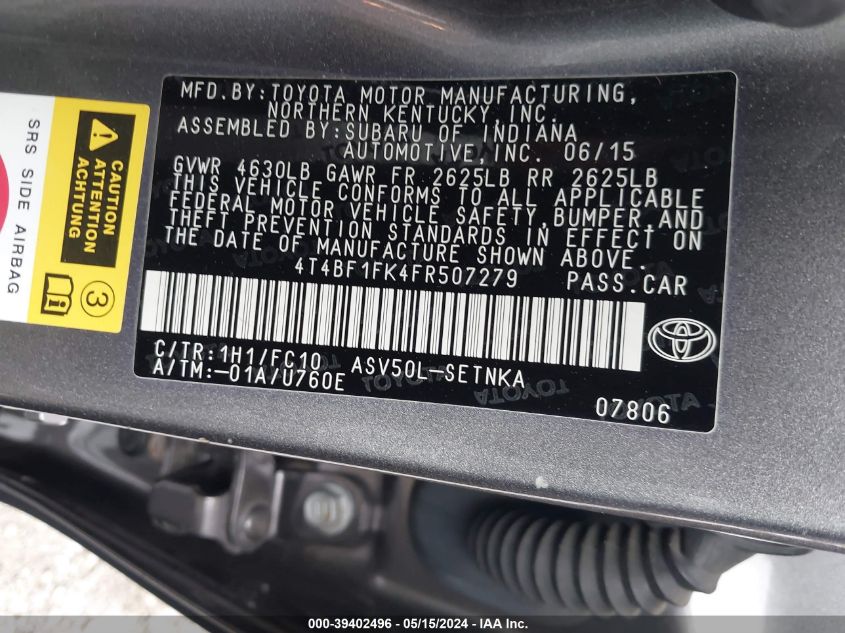 MFD.BY:TOYOTA MOTOR MANUFACTURING,
NORTHERN KENTUCKY,INC.
ASSEMBLED BY:SUBARU OF INDIANA
AUTOMOTIVE,INC. 06/15
GVWR 4630LB GAWR FR 2625LB RR 2625LB
THIS VEHICLE CONFORMS TO ALL APPLICABLE
FEDERAL MOTOR VEHICLE SAFETY,BUMPER,AND
THEFT PREVENTION STANDARDS IN EFFECT ON
THE DATE OF MANUFACTURE SHOWN ABOVE.
4T4BF1FK4FR507279 PASS.CAR
C/TR:1H1/FC10 ASV50L-SETNKA
A/TM:-01A/U760E
07806
SRS SIDE AIRBAG
CAUTION
ATTENTION
ACHTUNG
3
000-39402496 - 05/15/2024 - IAA Inc.